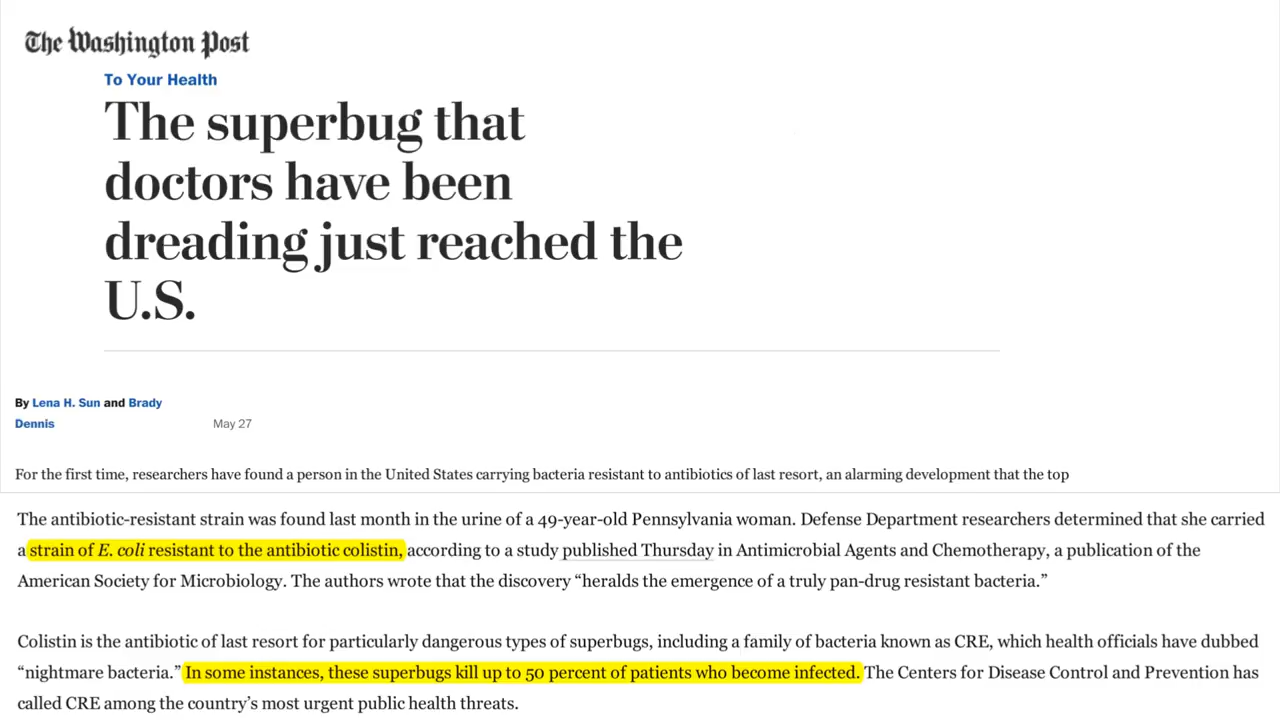 The Washington Post
To Your Health
The superbug that
doctors have been
dreading just reached the
U.S.
By Lena H. Sun and Brady
Dennis May 27
For the first time, researchers have found a person in the United States carrying bacteria resistant to antibiotics of last resort, an alarming development that the top
The antibiotic-resistant strain was found last month in the urine of a 49-year-old Pennsylvania woman. Defense Department researchers determined that she carried
a strain of E. coli resistant to the antibiotic colistin, according to a study published Thursday in Antimicrobial Agents and Chemotherapy, a publication of the
American Society for Microbiology. The authors wrote that the discovery “heralds the emergence of a truly pan-drug resistant bacteria.”
Colistin is the antibiotic of last resort for particularly dangerous types of superbugs, including a family of bacteria known as CRE, which health officials have dubbed
“nightmare bacteria.” In some instances, these superbugs kill up to 50 percent of patients who become infected. The Centers for Disease Control and Prevention has
called CRE among the country’s most urgent public health threats.